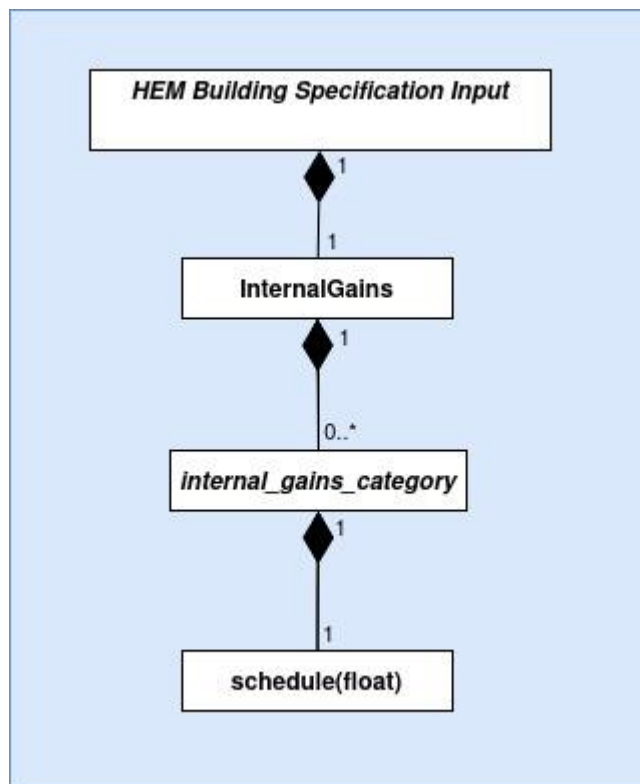 HEM Building Specification Input
1
1
InternalGains
1
0..*
internal_gains_category
1
1
schedule(float)